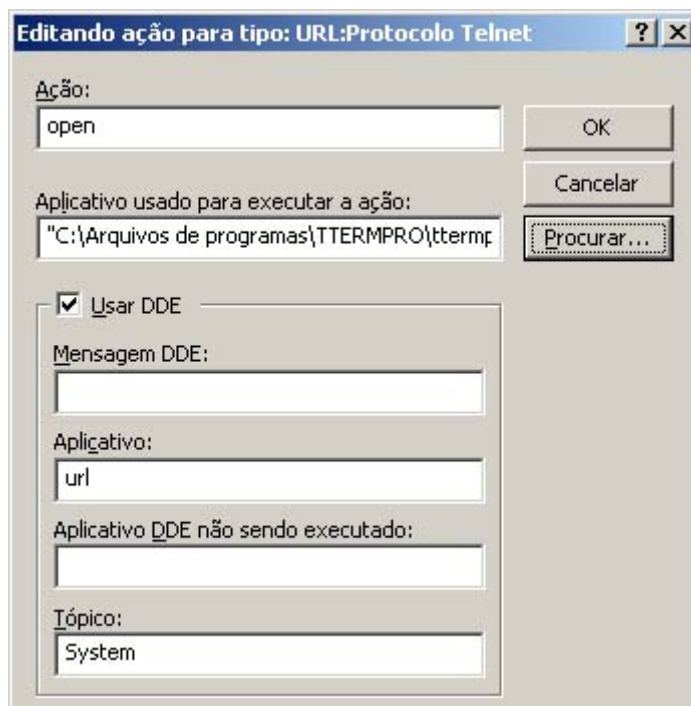 Editando ação para tipo: URL:Protocolo Telnet
Ação:
open
OK
Cancelar
Aplicativo usado para executar a ação:
"C:\Arquivos de programas\TTERMPRO\ttermp
Procurar...
Usar DDE
Mensagem DDE:
Aplicativo:
url
Aplicativo DDE não sendo executado:
Tópico:
System